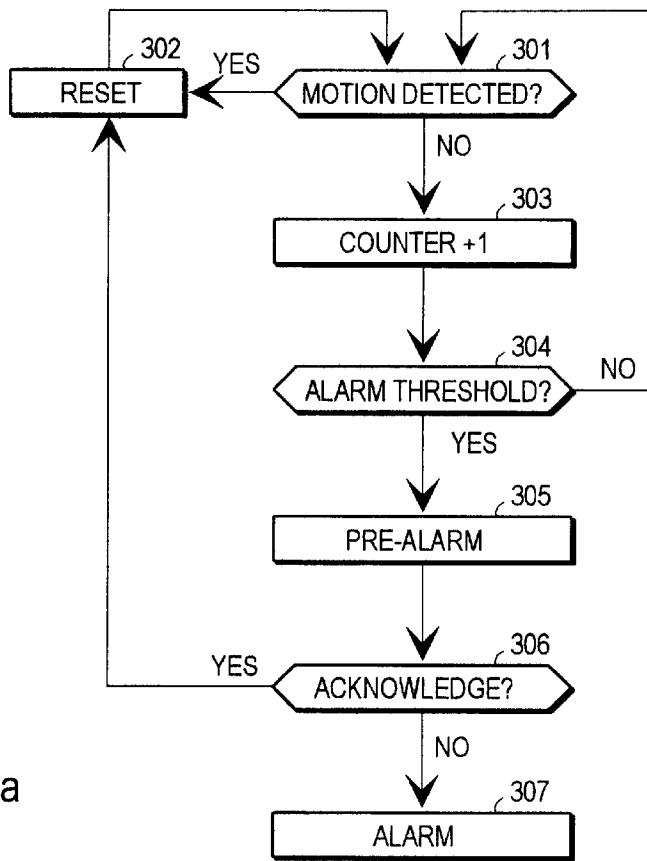 302
RESET
YES
301
MOTION DETECTED?
NO
303
COUNTER +1
304
ALARM THRESHOLD?
NO
YES
305
PRE-ALARM
306
YES
ACKNOWLEDGE?
NO
a
307
ALARM